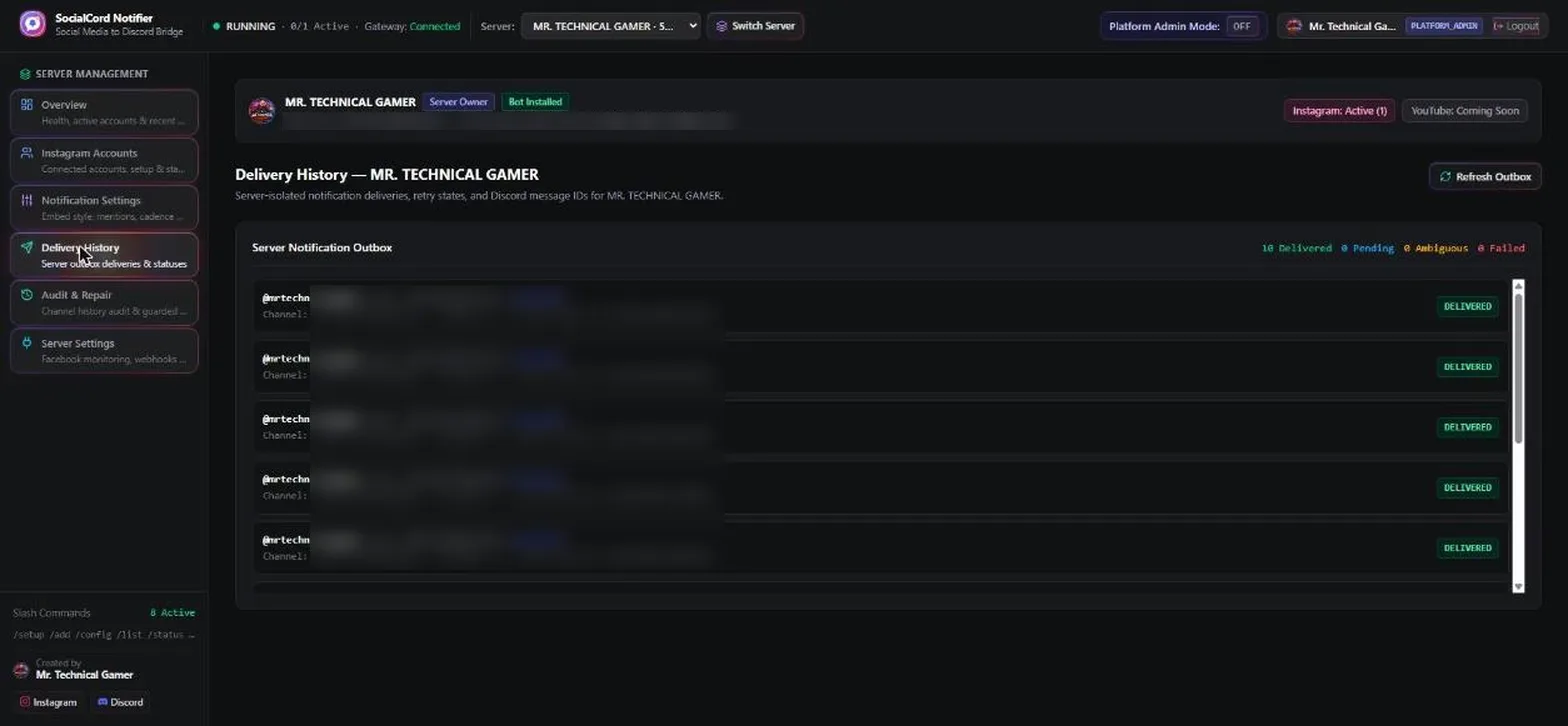 SocialCord Notifier
Social Media to Discord Bridge
RUNNING · 0/1 Active · Gateway: Connected
Server:
MR. TECHNICAL GAMER · 5...
Switch Server
Platform Admin Mode: OFF
Mr. Technical Ga...
PLATFORM_ADMIN
Logout
SERVER MANAGEMENT
Overview
Health, active accounts & recent ...
Instagram Accounts
Connected accounts, setup & sta...
Notification Settings
Embed style, mentions, cadence ...
Delivery History
Server outbox deliveries & statuses
Audit & Repair
Channel history audit & guarded ...
Server Settings
Facebook monitoring, webhooks ...
Slash Commands
8 Active
/setup /add /config /list /status …
Created by
Mr. Technical Gamer
Instagram
Discord
MR. TECHNICAL GAMER
Server Owner
Bot Installed
Instagram: Active (1)
YouTube: Coming Soon
Delivery History — MR. TECHNICAL GAMER
Server-isolated notification deliveries, retry states, and Discord message IDs for MR. TECHNICAL GAMER.
Refresh Outbox
Server Notification Outbox
10 Delivered 0 Pending 0 Ambiguous 0 Failed
@mrtechn
Channel:
DELIVERED
@mrtechn
Channel:
DELIVERED
@mrtechn
Channel:
DELIVERED
@mrtechn
Channel:
DELIVERED
@mrtechn
Channel:
DELIVERED